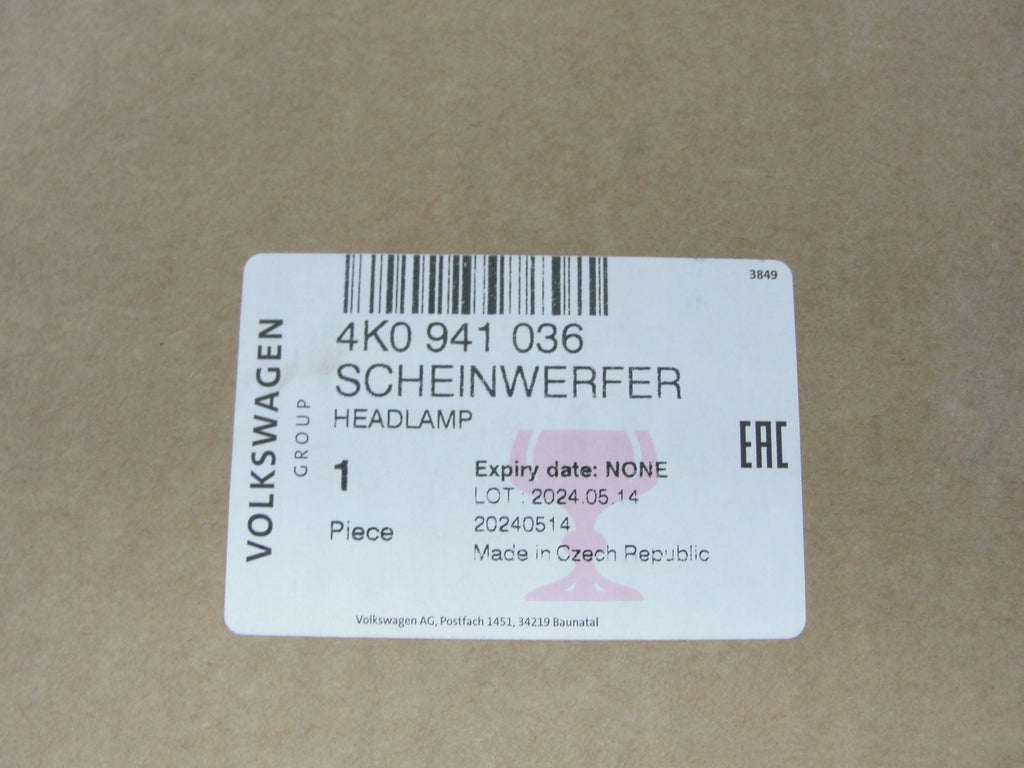 3849
4K0 941 036
SCHEINWERFER
HEADLAMP
VOLKSWAGEN
GROUP
EAC
1
Piece
Expiry date: NONE
LOT : 2024.05.14
20240514
Made in Czech Republic
Volkswagen AG, Postfach 1451, 34219 Baunatal